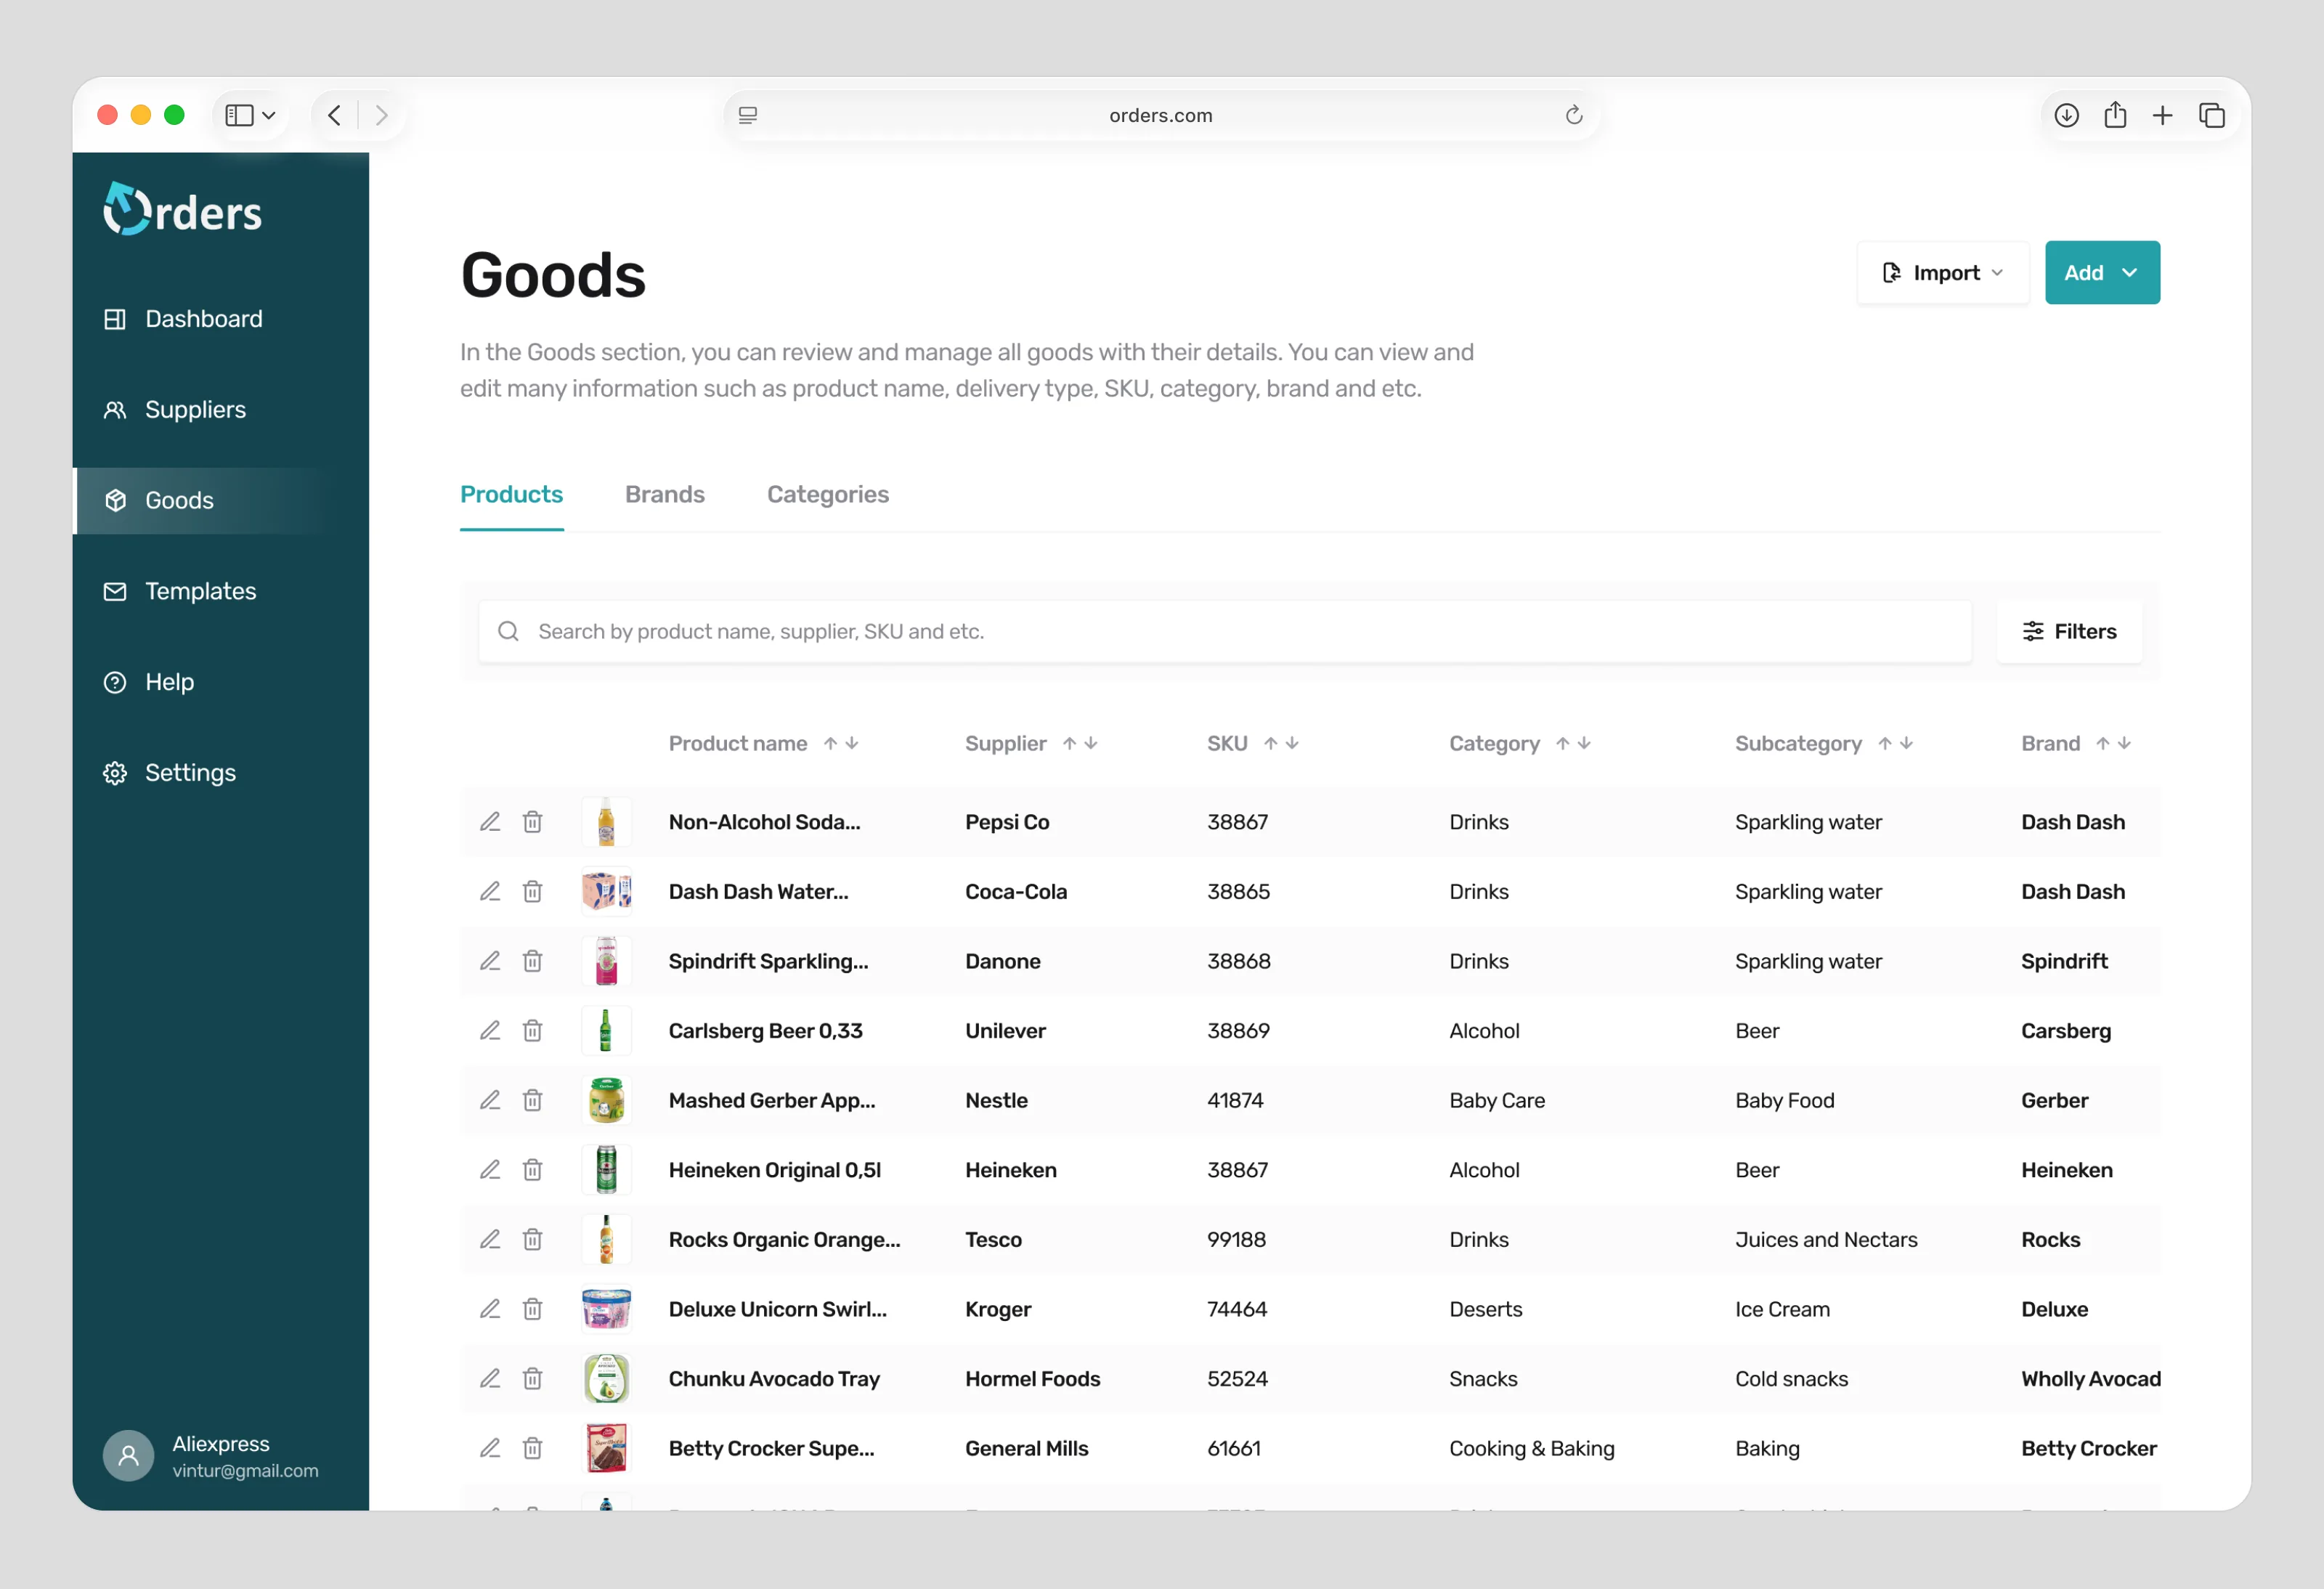 orders.com
Orders
Dashboard
Suppliers
Goods
Templates
Help
Settings
Aliexpress
vintur@gmail.com
Goods
Import
Add
In the Goods section, you can review and manage all goods with their details. You can view and
edit many information such as product name, delivery type, SKU, category, brand and etc.
Products Brands Categories
Search by product name, supplier, SKU and etc.
Filters
Product name Supplier SKU Category Subcategory Brand
Non-Alcohol Soda... Pepsi Co 38867 Drinks Sparkling water Dash Dash
Dash Dash Water... Coca-Cola 38865 Drinks Sparkling water Dash Dash
Spindrift Sparkling... Danone 38868 Drinks Sparkling water Spindrift
Carlsberg Beer 0,33 Unilever 38869 Alcohol Beer Carsberg
Mashed Gerber App... Nestle 41874 Baby Care Baby Food Gerber
Heineken Original 0,5l Heineken 38867 Alcohol Beer Heineken
Rocks Organic Orange... Tesco 99188 Drinks Juices and Nectars Rocks
Deluxe Unicorn Swirl... Kroger 74464 Deserts Ice Cream Deluxe
Chunku Avocado Tray Hormel Foods 52524 Snacks Cold snacks Wholly Avocad
Betty Crocker Supe... General Mills 61661 Cooking & Baking Baking Betty Crocker